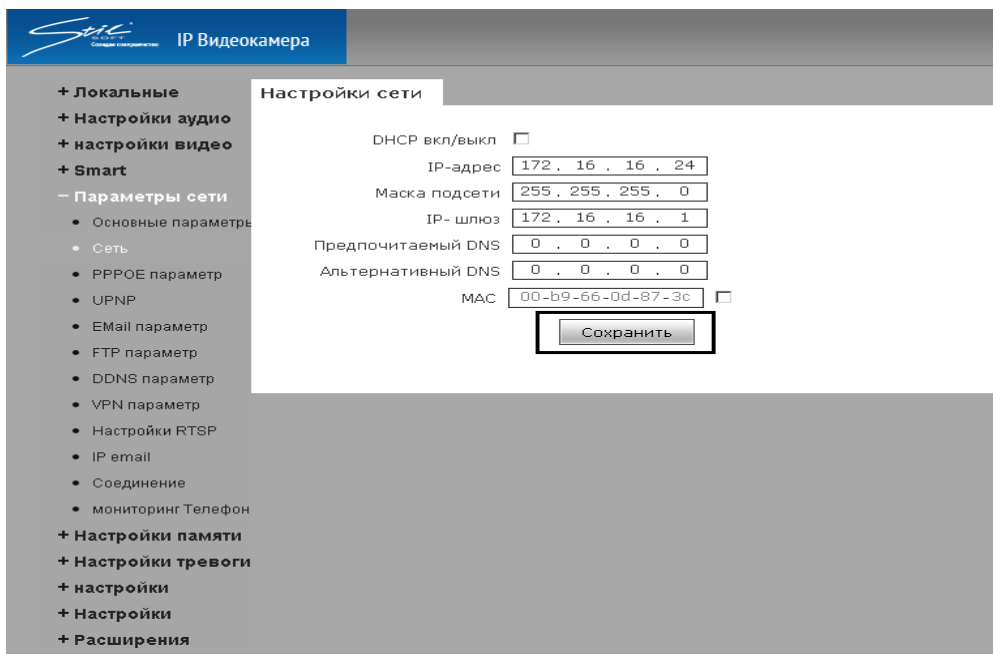 Stilsoft
Создавая совершенство
IP Видеокамера
+ Локальные
+ Настройки аудио
+ настройки видео
+ Smart
− Параметры сети
• Основные параметры
• Сеть
• PPPOE параметр
• UPNP
• EMail параметр
• FTP параметр
• DDNS параметр
• VPN параметр
• Настройки RTSP
• IP email
• Соединение
• мониторинг Телефон
+ Настройки памяти
+ Настройки тревоги
+ настройки
+ Настройки
+ Расширения
Настройки сети
DHCP вкл/выкл
IP-адрес 172 . 16 . 16 . 24
Маска подсети 255 . 255 . 255 . 0
IP- шлюз 172 . 16 . 16 . 1
Предпочитаемый DNS 0 . 0 . 0 . 0
Альтернативный DNS 0 . 0 . 0 . 0
MAC 00-b9-66-0d-87-3c
Сохранить